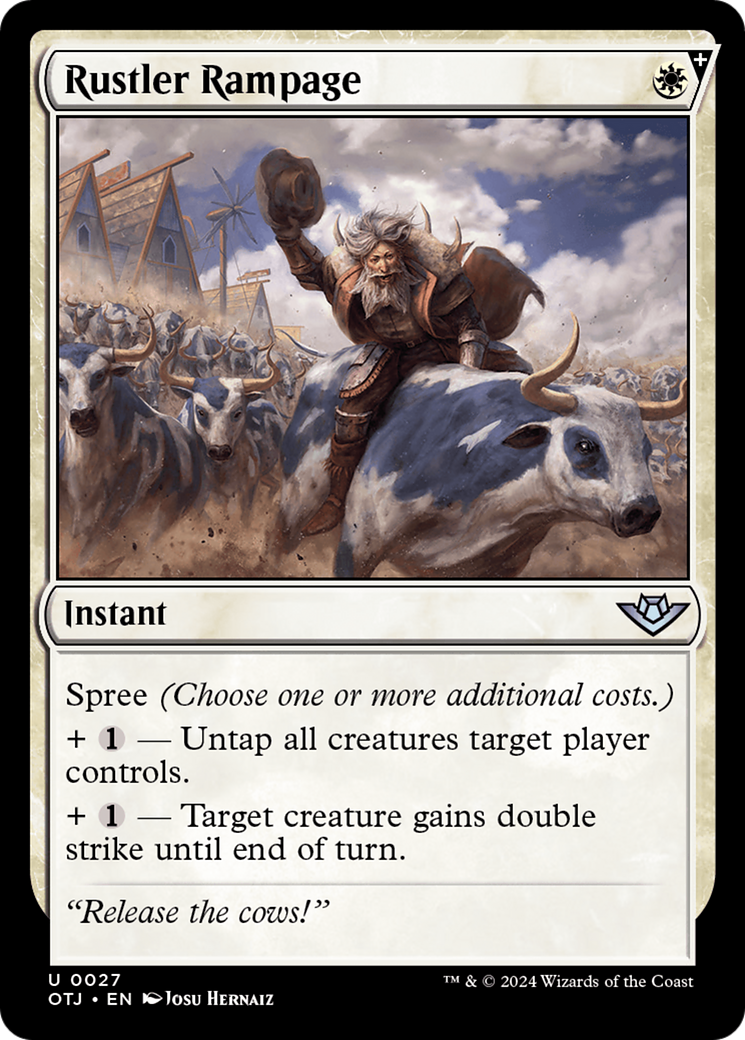 Rustler Rampage
Instant
Spree (Choose one or more additional costs.)
+ 1 — Untap all creatures target player
controls.
+ 1 — Target creature gains double
strike until end of turn.
“Release the cows!”
U 0027
OTJ • EN Josu Hernaiz
™ & © 2024 Wizards of the Coast